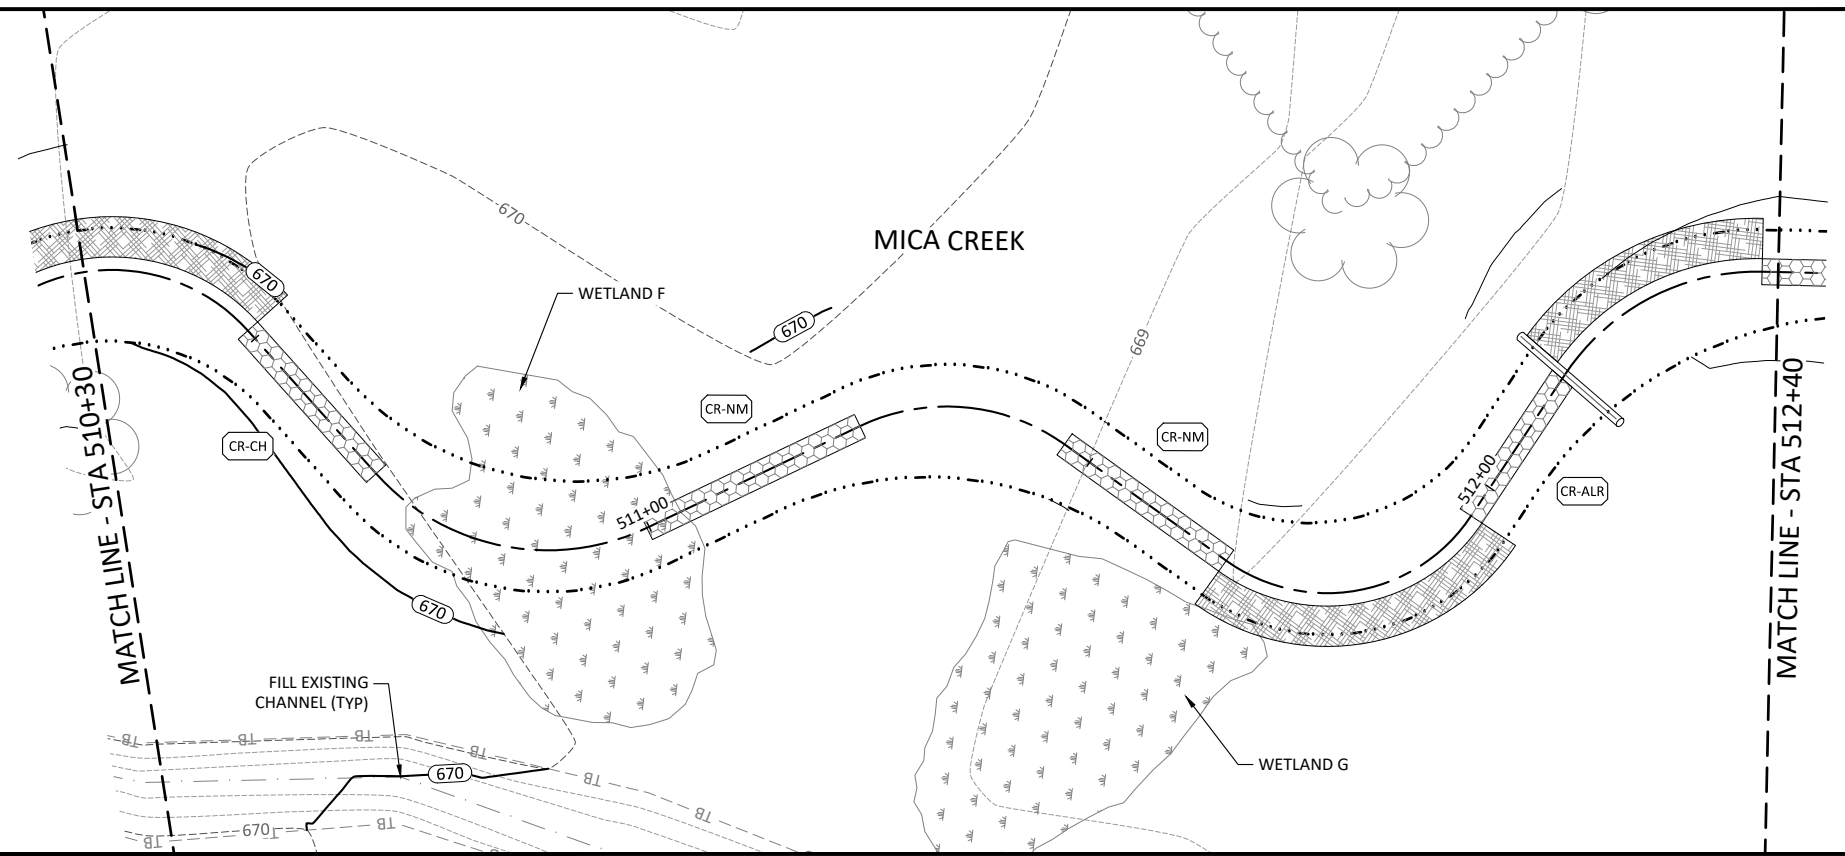 MICA CREEK
670
670
WETLAND F
670
669
CR-NM
CR-NM
CR-CH
MATCH LINE - STA 510+30
511+00
512+00
CR-ALR
MATCH LINE - STA 512+40
670
FILL EXISTING
CHANNEL (TYP)
WETLAND G
TB
TB
TB
TB
670
TB
TB
670
TB
TB
TB
T